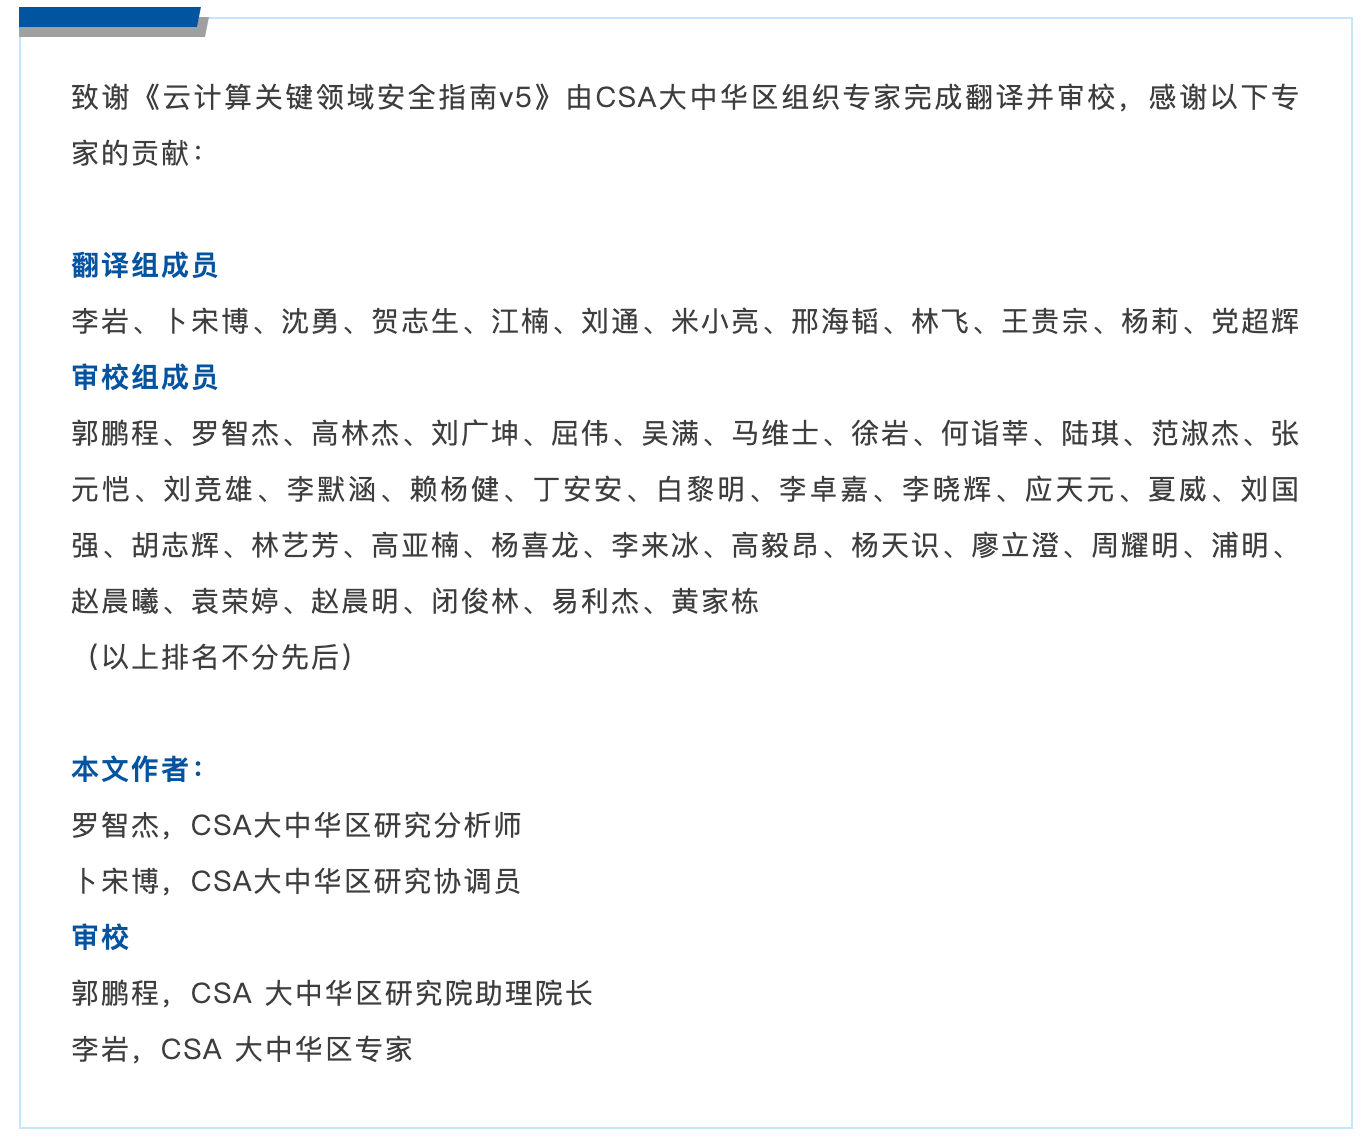 致谢《云计算关键领域安全指南v5》由CSA大中华区组织专家完成翻译并审校，感谢以下专
家的贡献：
翻译组成员
李岩、卜宋博、沈勇、贺志生、江楠、刘通、米小亮、邢海韬、林飞、王贵宗、杨莉、党超辉
审校组成员
郭鹏程、罗智杰、高林杰、刘广坤、屈伟、吴满、马维士、徐岩、何诣莘、陆琪、范淑杰、张
元恺、刘竞雄、李默涵、赖杨健、丁安安、白黎明、李卓嘉、李晓辉、应天元、夏威、刘国
强、胡志辉、林艺芳、高亚楠、杨喜龙、李来冰、高毅昂、杨天识、廖立澄、周耀明、浦明、
赵晨曦、袁荣婷、赵晨明、闭俊林、易利杰、黄家栋
（以上排名不分先后）
本文作者：
罗智杰，CSA大中华区研究分析师
卜宋博，CSA大中华区研究协调员
审校
郭鹏程，CSA 大中华区研究院助理院长
李岩，CSA 大中华区专家